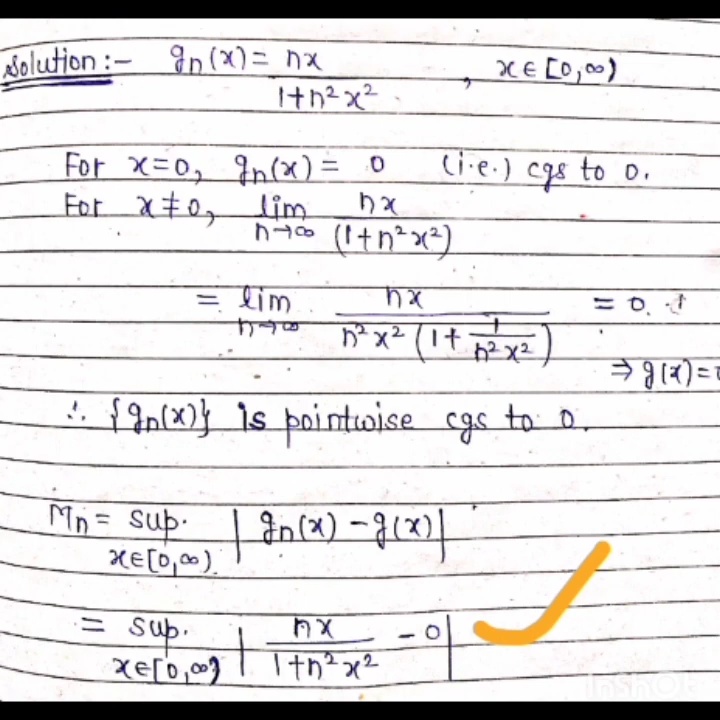 Solution :- gn(x) = nx / 1+n²x² , x ∈ [0,∞)
For x=0, gn(x) = 0 (i.e.) cgs to 0.
For x≠0, lim n→∞ nx / (1+n²x²)
= lim n→∞ nx / n²x² (1 + 1/n²x²) = 0.
⇒ g(x)=
∴ {gn(x)} is pointwise cgs to 0.
Mn = sup. x∈[0,∞) | gn(x) - g(x) |
= sup. x∈[0,∞) | nx / 1+n²x² - 0 |
InShot